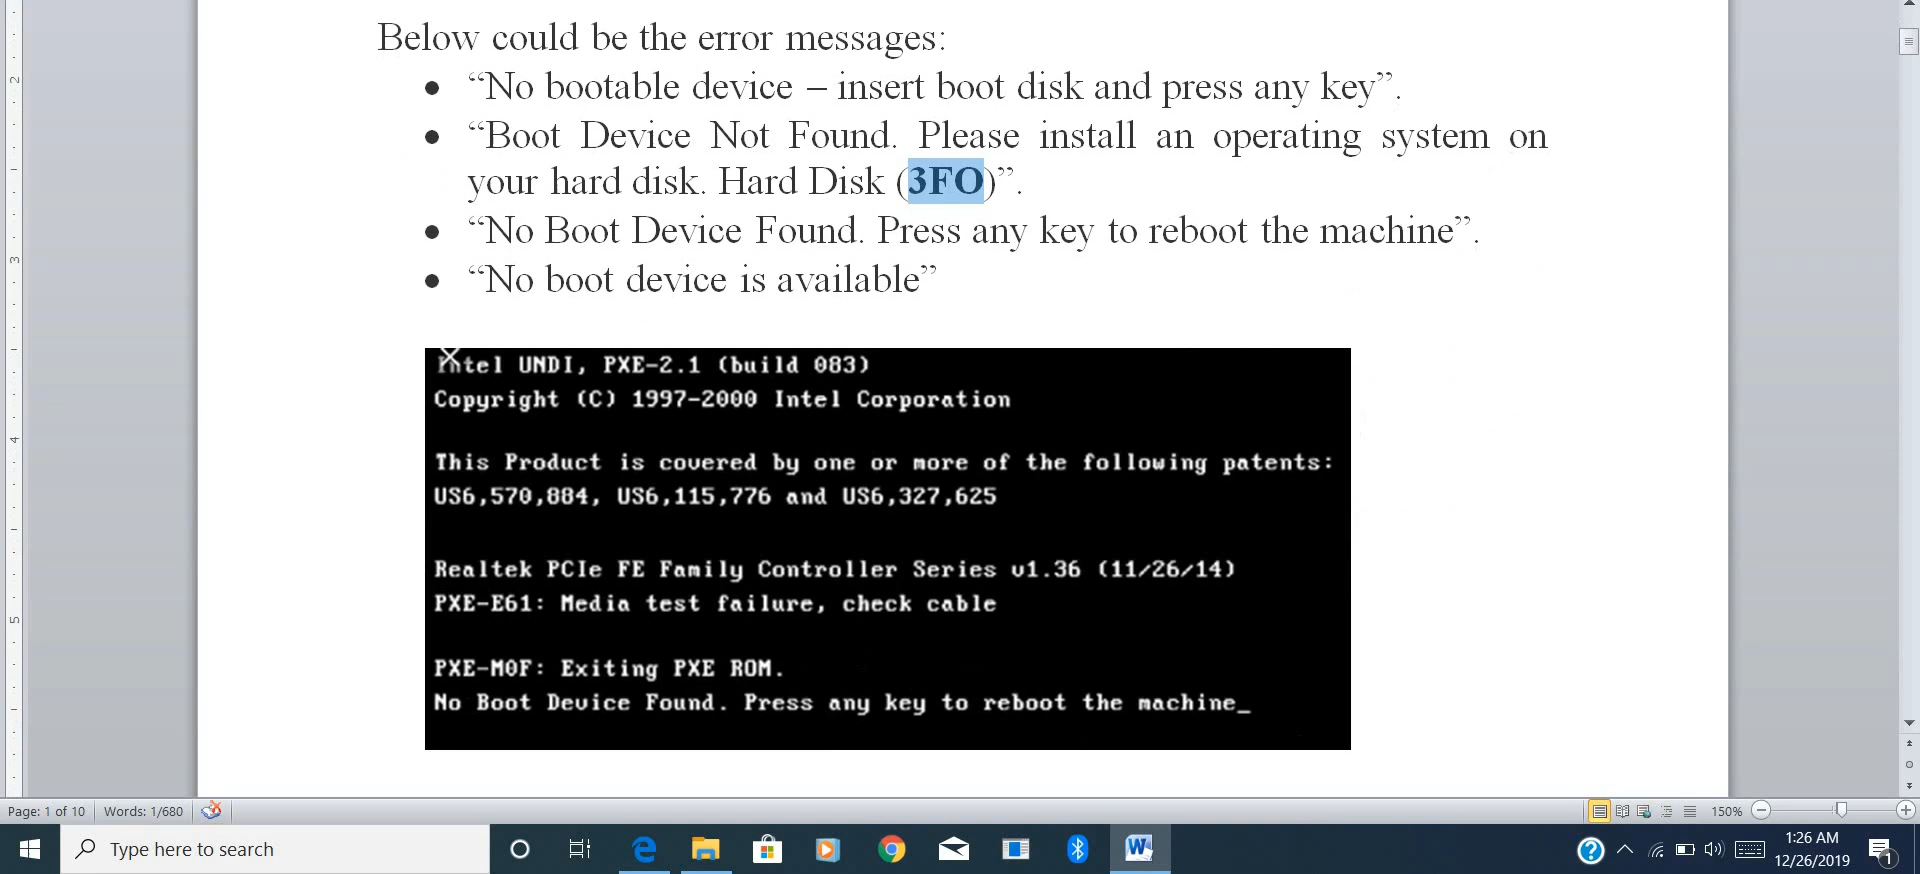 Below could be the error messages:
“No bootable device – insert boot disk and press any key”.
“Boot Device Not Found. Please install an operating system on
your hard disk. Hard Disk (3FO)”.
“No Boot Device Found. Press any key to reboot the machine”.
“No boot device is available”
Intel UNDI, PXE-2.1 (build 083)
Copyright (C) 1997-2000 Intel Corporation
This Product is covered by one or more of the following patents:
US6,570,884, US6,115,776 and US6,327,625
Realtek PCIe FE Family Controller Series v1.36 (11/26/14)
PXE-E61: Media test failure, check cable
PXE-M0F: Exiting PXE ROM.
No Boot Device Found. Press any key to reboot the machine_
2
3
4
5
Page: 1 of 10 Words: 1/680 150%
Type here to search
1:26 AM
12/26/2019
1